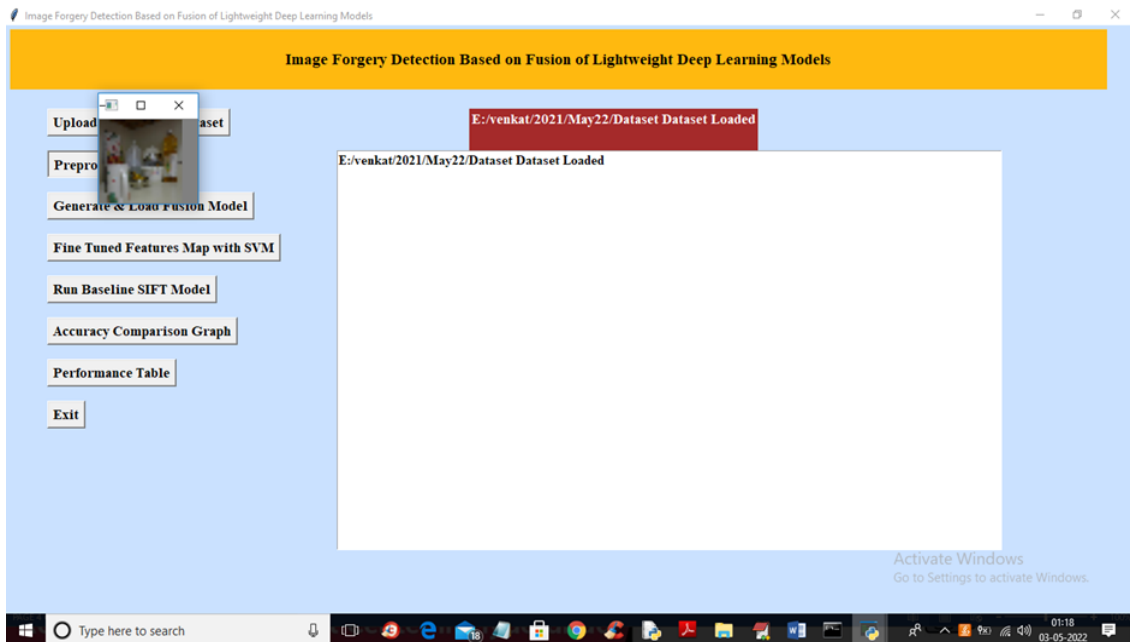 Image Forgery Detection Based on Fusion of Lightweight Deep Learning Models
Image Forgery Detection Based on Fusion of Lightweight Deep Learning Models
Upload aset
E:/venkat/2021/May22/Dataset Dataset Loaded
E:/venkat/2021/May22/Dataset Dataset Loaded
Prepro
Generate & Load Fusion Model
Fine Tuned Features Map with SVM
Run Baseline SIFT Model
Accuracy Comparison Graph
Performance Table
Exit
Activate Windows
Go to Settings to activate Windows.
Type here to search
18
01:18
03-05-2022